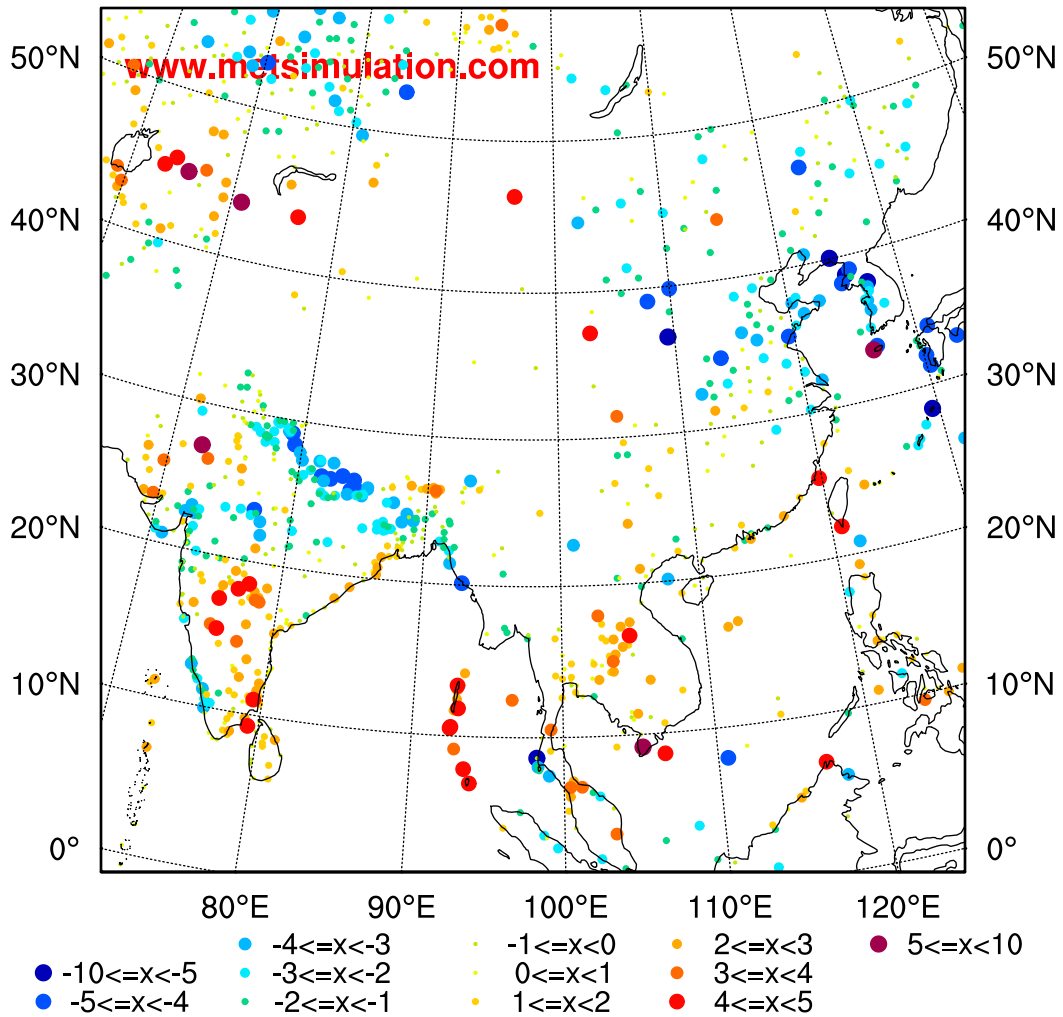 50°N 50°N
www.metsimulation.com
40°N 40°N
30°N 30°N
20°N 20°N
10°N 10°N
0° 0°
80°E 90°E 100°E 110°E 120°E
-4<=x<-3 -1<=x<0 2<=x<3 5<=x<10
-10<=x<-5 -3<=x<-2 0<=x<1 3<=x<4
-5<=x<-4 -2<=x<-1 1<=x<2 4<=x<5